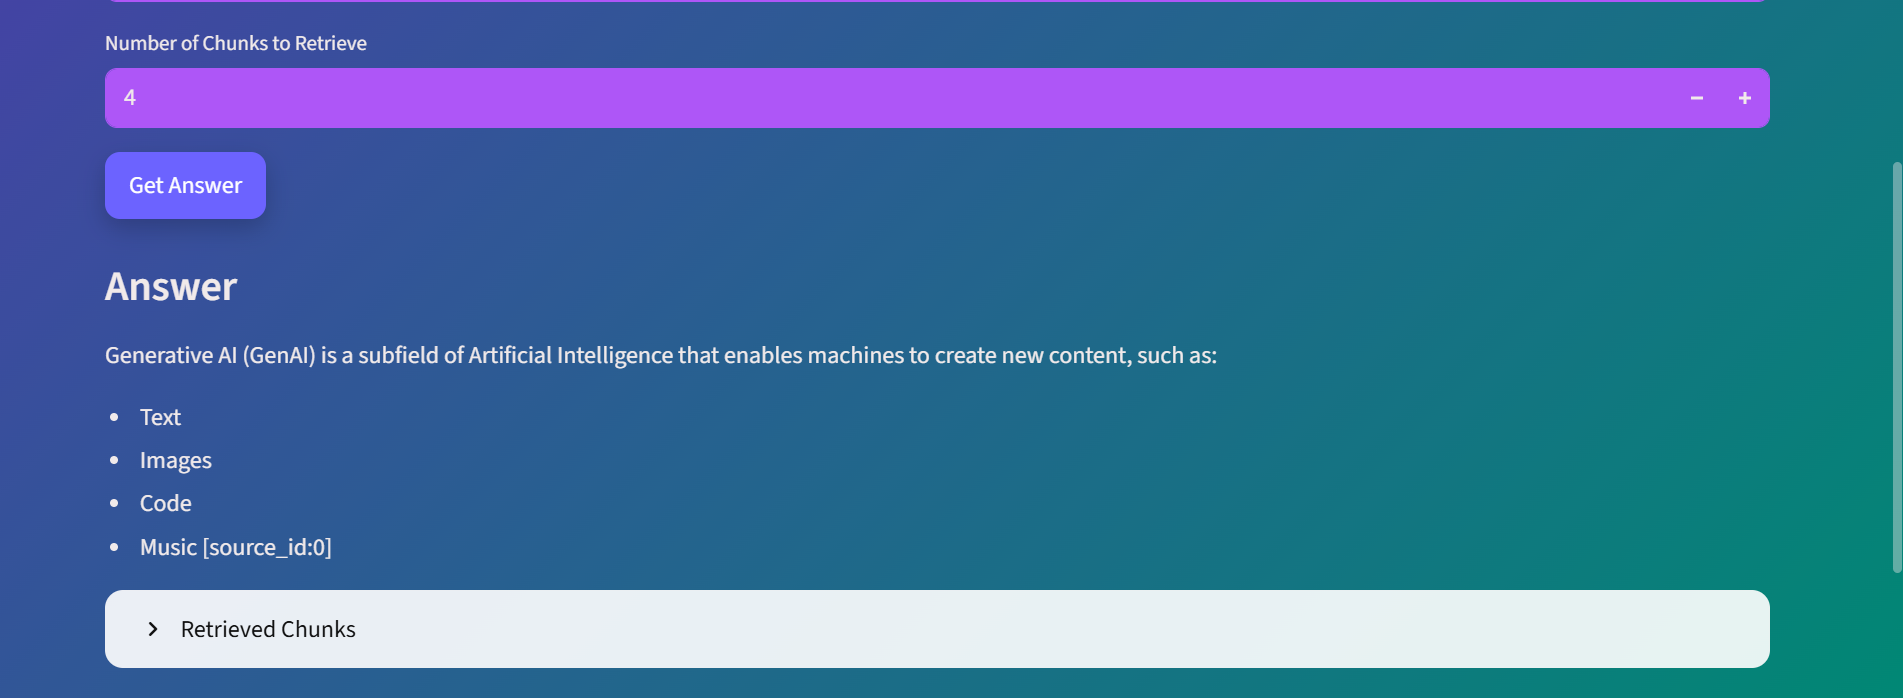 Number of Chunks to Retrieve
4
Get Answer
Answer
Generative AI (GenAI) is a subfield of Artificial Intelligence that enables machines to create new content, such as:
Text
Images
Code
Music [source_id:0]
Retrieved Chunks